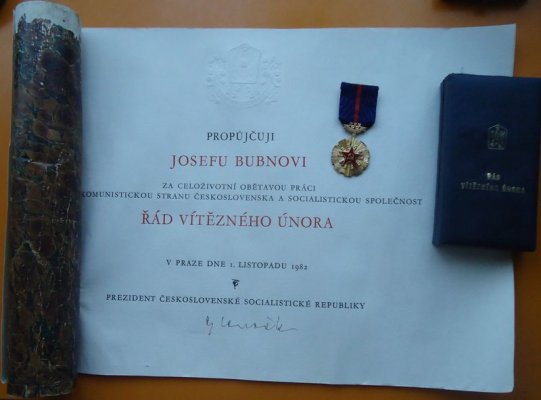 PROPŮJČUJI
JOSEFU BUBNOVI
ZA CELOŽIVOTNÍ OBĚTAVOU PRÁCI
KOMUNISTICKOU STRANU ČESKOSLOVENSKA A SOCIALISTICKOU SPOLEČNOST
ŘÁD VÍTĚZNÉHO ÚNORA
V PRAZE DNE 1. LISTOPADU 1982
PREZIDENT ČESKOSLOVENSKÉ SOCIALISTICKÉ REPUBLIKY
ŘÁD
VÍTĚZNÉHO ÚNORA